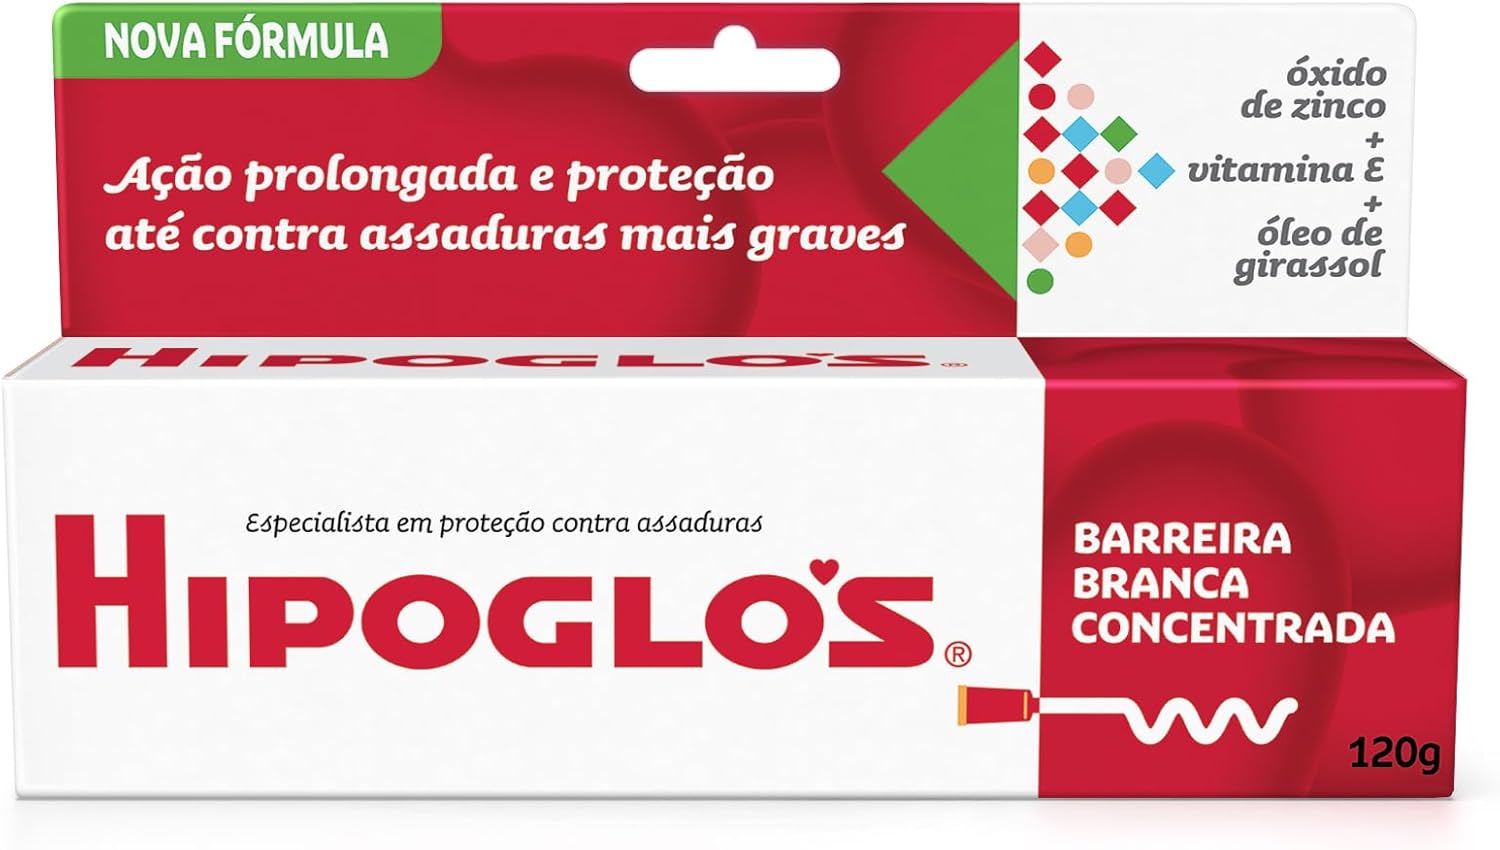 NOVA FÓRMULA
Ação prolongada e proteção
até contra assaduras mais graves
óxido
de zinco
+
vitamina E
+
óleo de
girassol
HIPOGLÓS®
Especialista em proteção contra assaduras
HIPOGLÓS®
BARREIRA
BRANCA
CONCENTRADA
120g